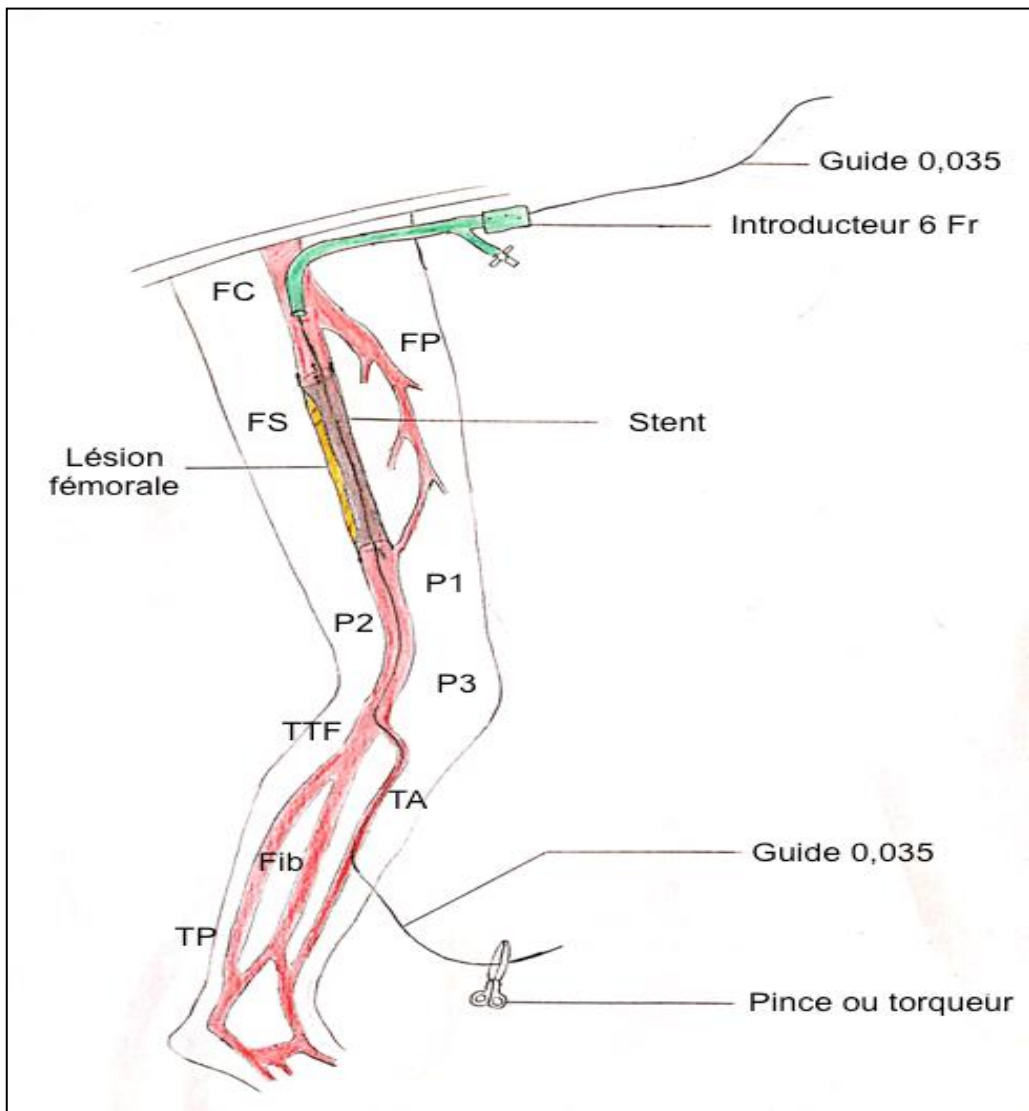 Guide 0,035
Introducteur 6 Fr
FC
FP
FS
Stent
Lésion
fémorale
P1
P2
P3
TTF
TA
Guide 0,035
Fib
TP
Pince ou torqueur